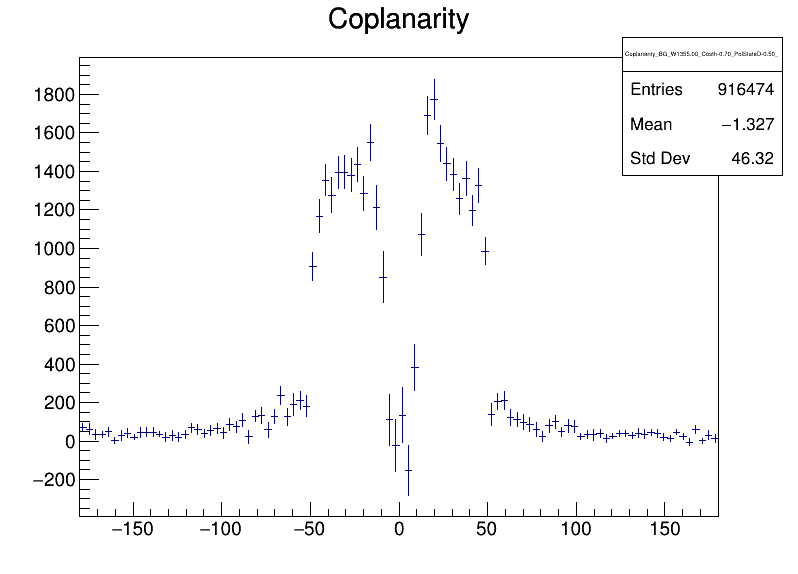 Coplanarity
Coplanarity_BG_W1355.00_Costh-0.70_PolStateD-0.50_
Entries 916474
Mean −1.327
Std Dev 46.32
1800
1600
1400
1200
1000
800
600
400
200
0
−200
−150 −100 −50 0 50 100 150